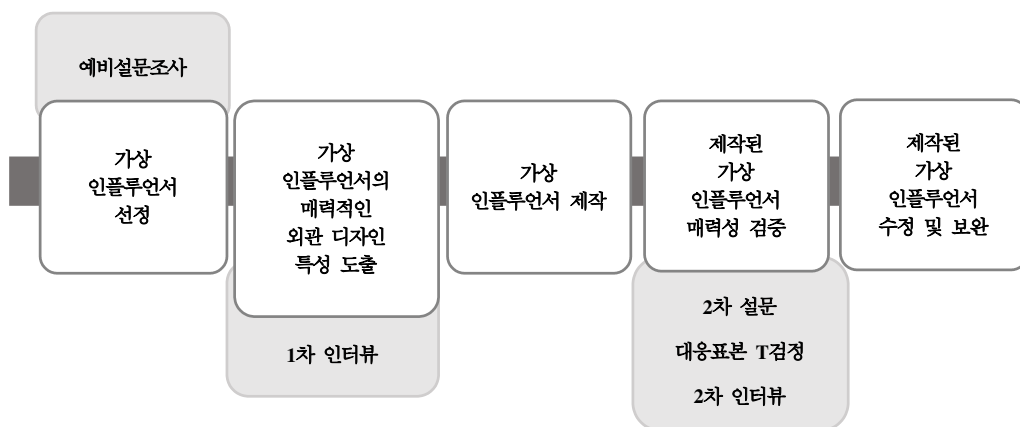 예비설문조사
가상
인플루언서
선정
가상
인플루언서의
매력적인
외관 디자인
특성 도출
1차 인터뷰
가상
인플루언서 제작
제작된
가상
인플루언서
매력성 검증
2차 설문
대응표본 T검정
2차 인터뷰
제작된
가상
인플루언서
수정 및 보완